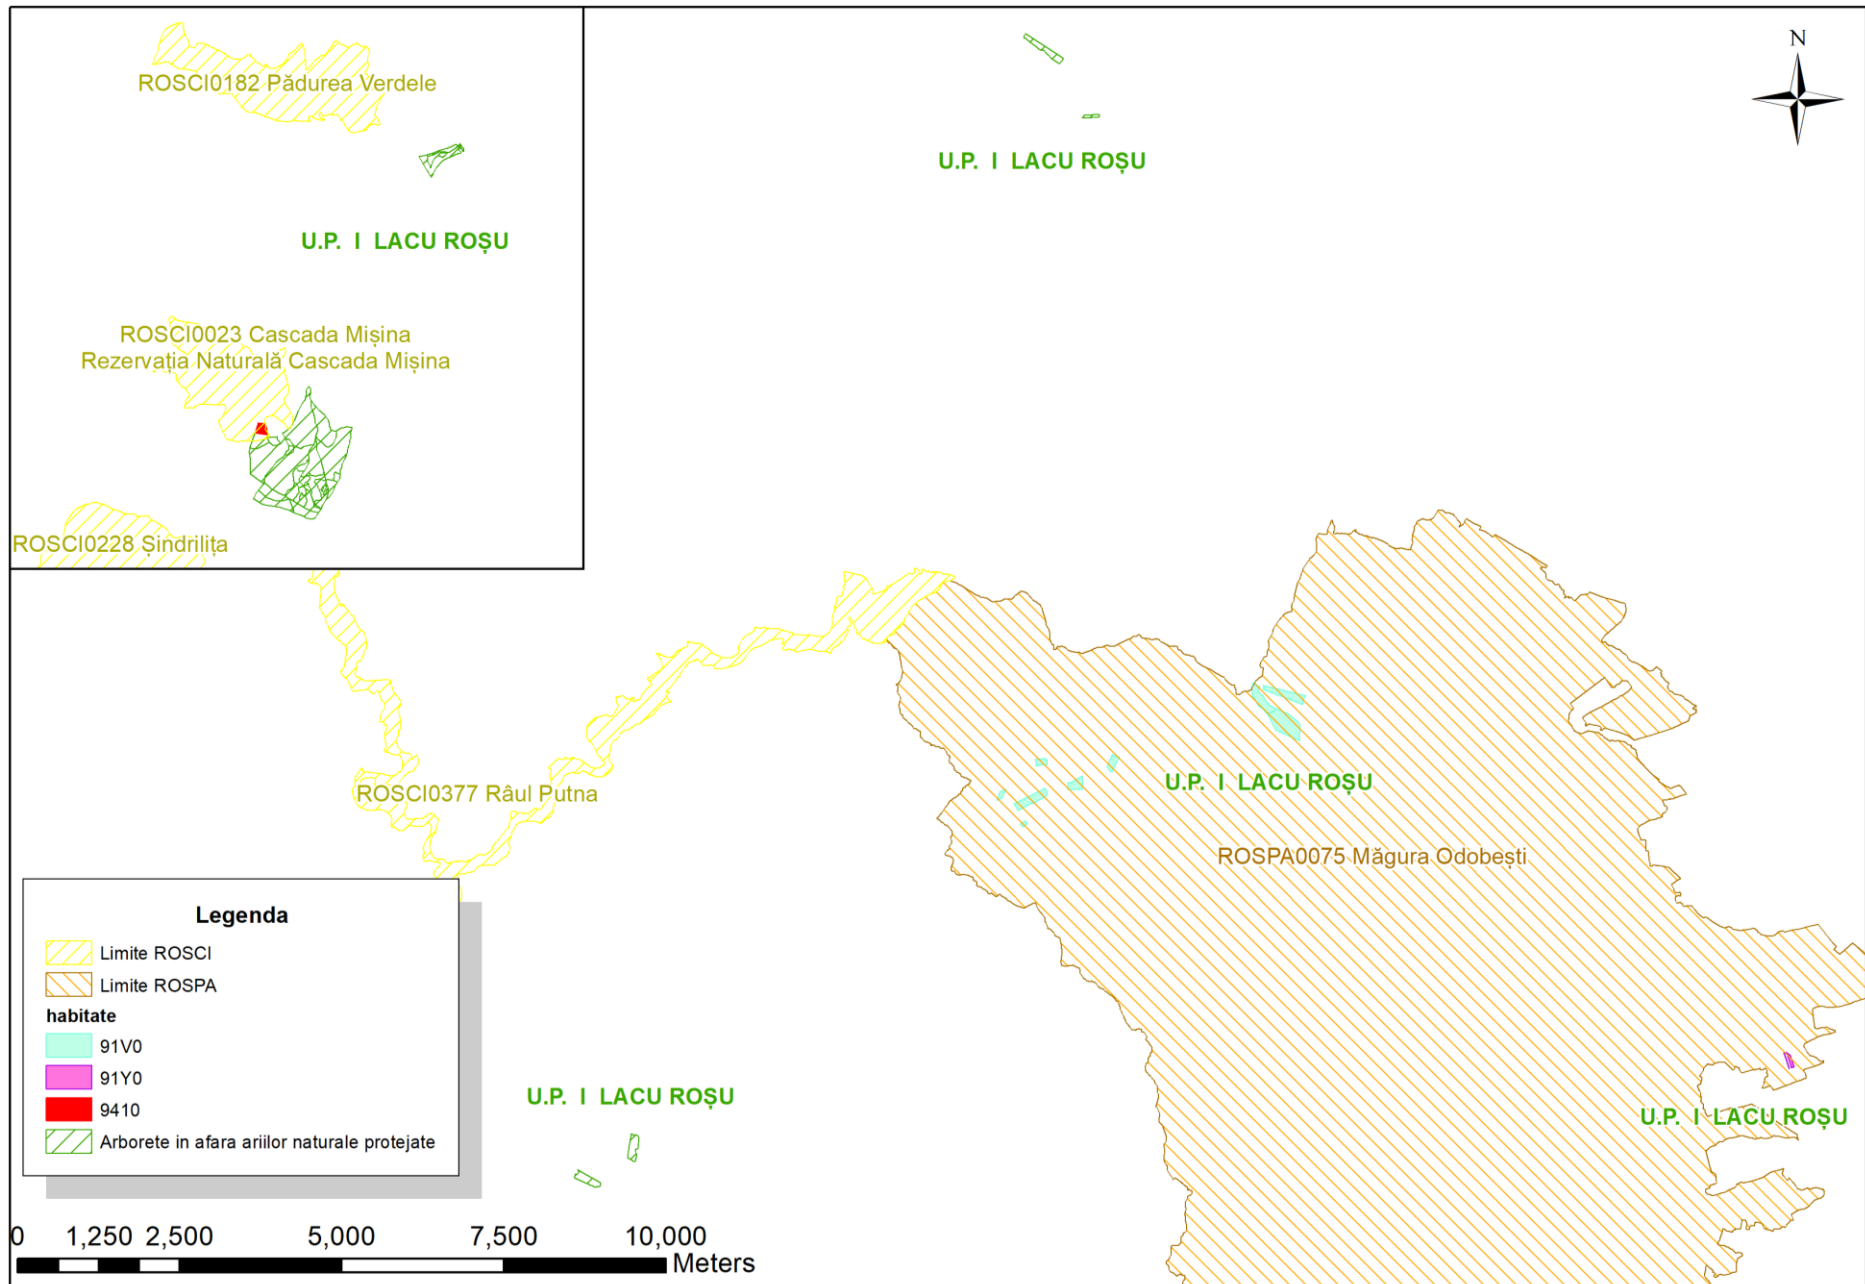 ROSCI0182 Pădurea Verdele
U.P. I LACU ROȘU
ROSCI0023 Cascada Mișina
Rezervația Naturală Cascada Mișina
ROSCI0228 Șindrilița
N
U.P. I LACU ROȘU
ROSCI0377 Râul Putna
U.P. I LACU ROȘU
ROSPA0075 Măgura Odobești
U.P. I LACU ROȘU
U.P. I LACU ROȘU
Legenda
Limite ROSCI
Limite ROSPA
habitate
91V0
91Y0
9410
Arborete in afara ariilor naturale protejate
0 1,250 2,500 5,000 7,500 10,000
Meters